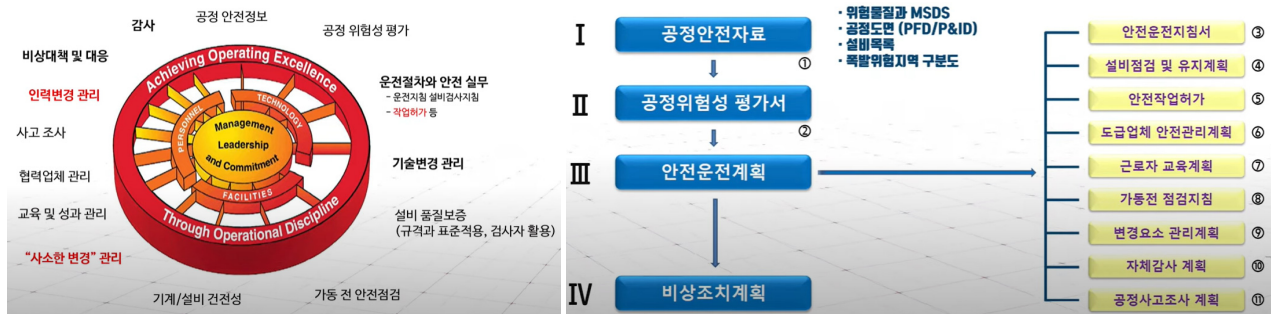 감사
공정 안전정보
공정 위험성 평가
비상대책 및 대응
운전절차와 안전 실무
- 운전지침 설비검사지침
- 작업허가 등
인력변경 관리
사고 조사
기술변경 관리
협력업체 관리
교육 및 성과 관리
설비 품질보증
(규격과 표준적용, 검사자 활용)
"사소한 변경" 관리
기계/설비 건전성
가동 전 안전점검
Achieving Operating Excellence
PERSONNEL
TECHNOLOGY
Management
Leadership
and Commitment
FACILITIES
Through Operational Discipline
Ⅰ 공정안전자료
· 위험물질과 MSDS
· 공정도면 (PFD/P&ID)
· 설비목록
· 폭발위험지역 구분도
①
Ⅱ 공정위험성 평가서
②
Ⅲ 안전운전계획
Ⅳ 비상조치계획
안전운전지침서 ③
설비점검 및 유지계획 ④
안전작업허가 ⑤
도급업체 안전관리계획 ⑥
근로자 교육계획 ⑦
가동전 점검지침 ⑧
변경요소 관리계획 ⑨
자체감사 계획 ⑩
공정사고조사 계획 ⑪